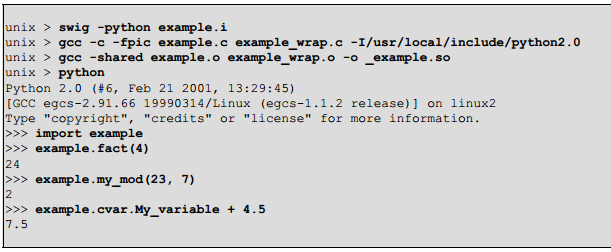 unix > swig -python example.i
unix > gcc -c -fpic example.c example_wrap.c -I/usr/local/include/python2.0
unix > gcc -shared example.o example_wrap.o -o _example.so
unix > python
Python 2.0 (#6, Feb 21 2001, 13:29:45)
[GCC egcs-2.91.66 19990314/Linux (egcs-1.1.2 release)] on linux2
Type "copyright", "credits" or "license" for more information.
>>> import example
>>> example.fact(4)
24
>>> example.my_mod(23, 7)
2
>>> example.cvar.My_variable + 4.5
7.5